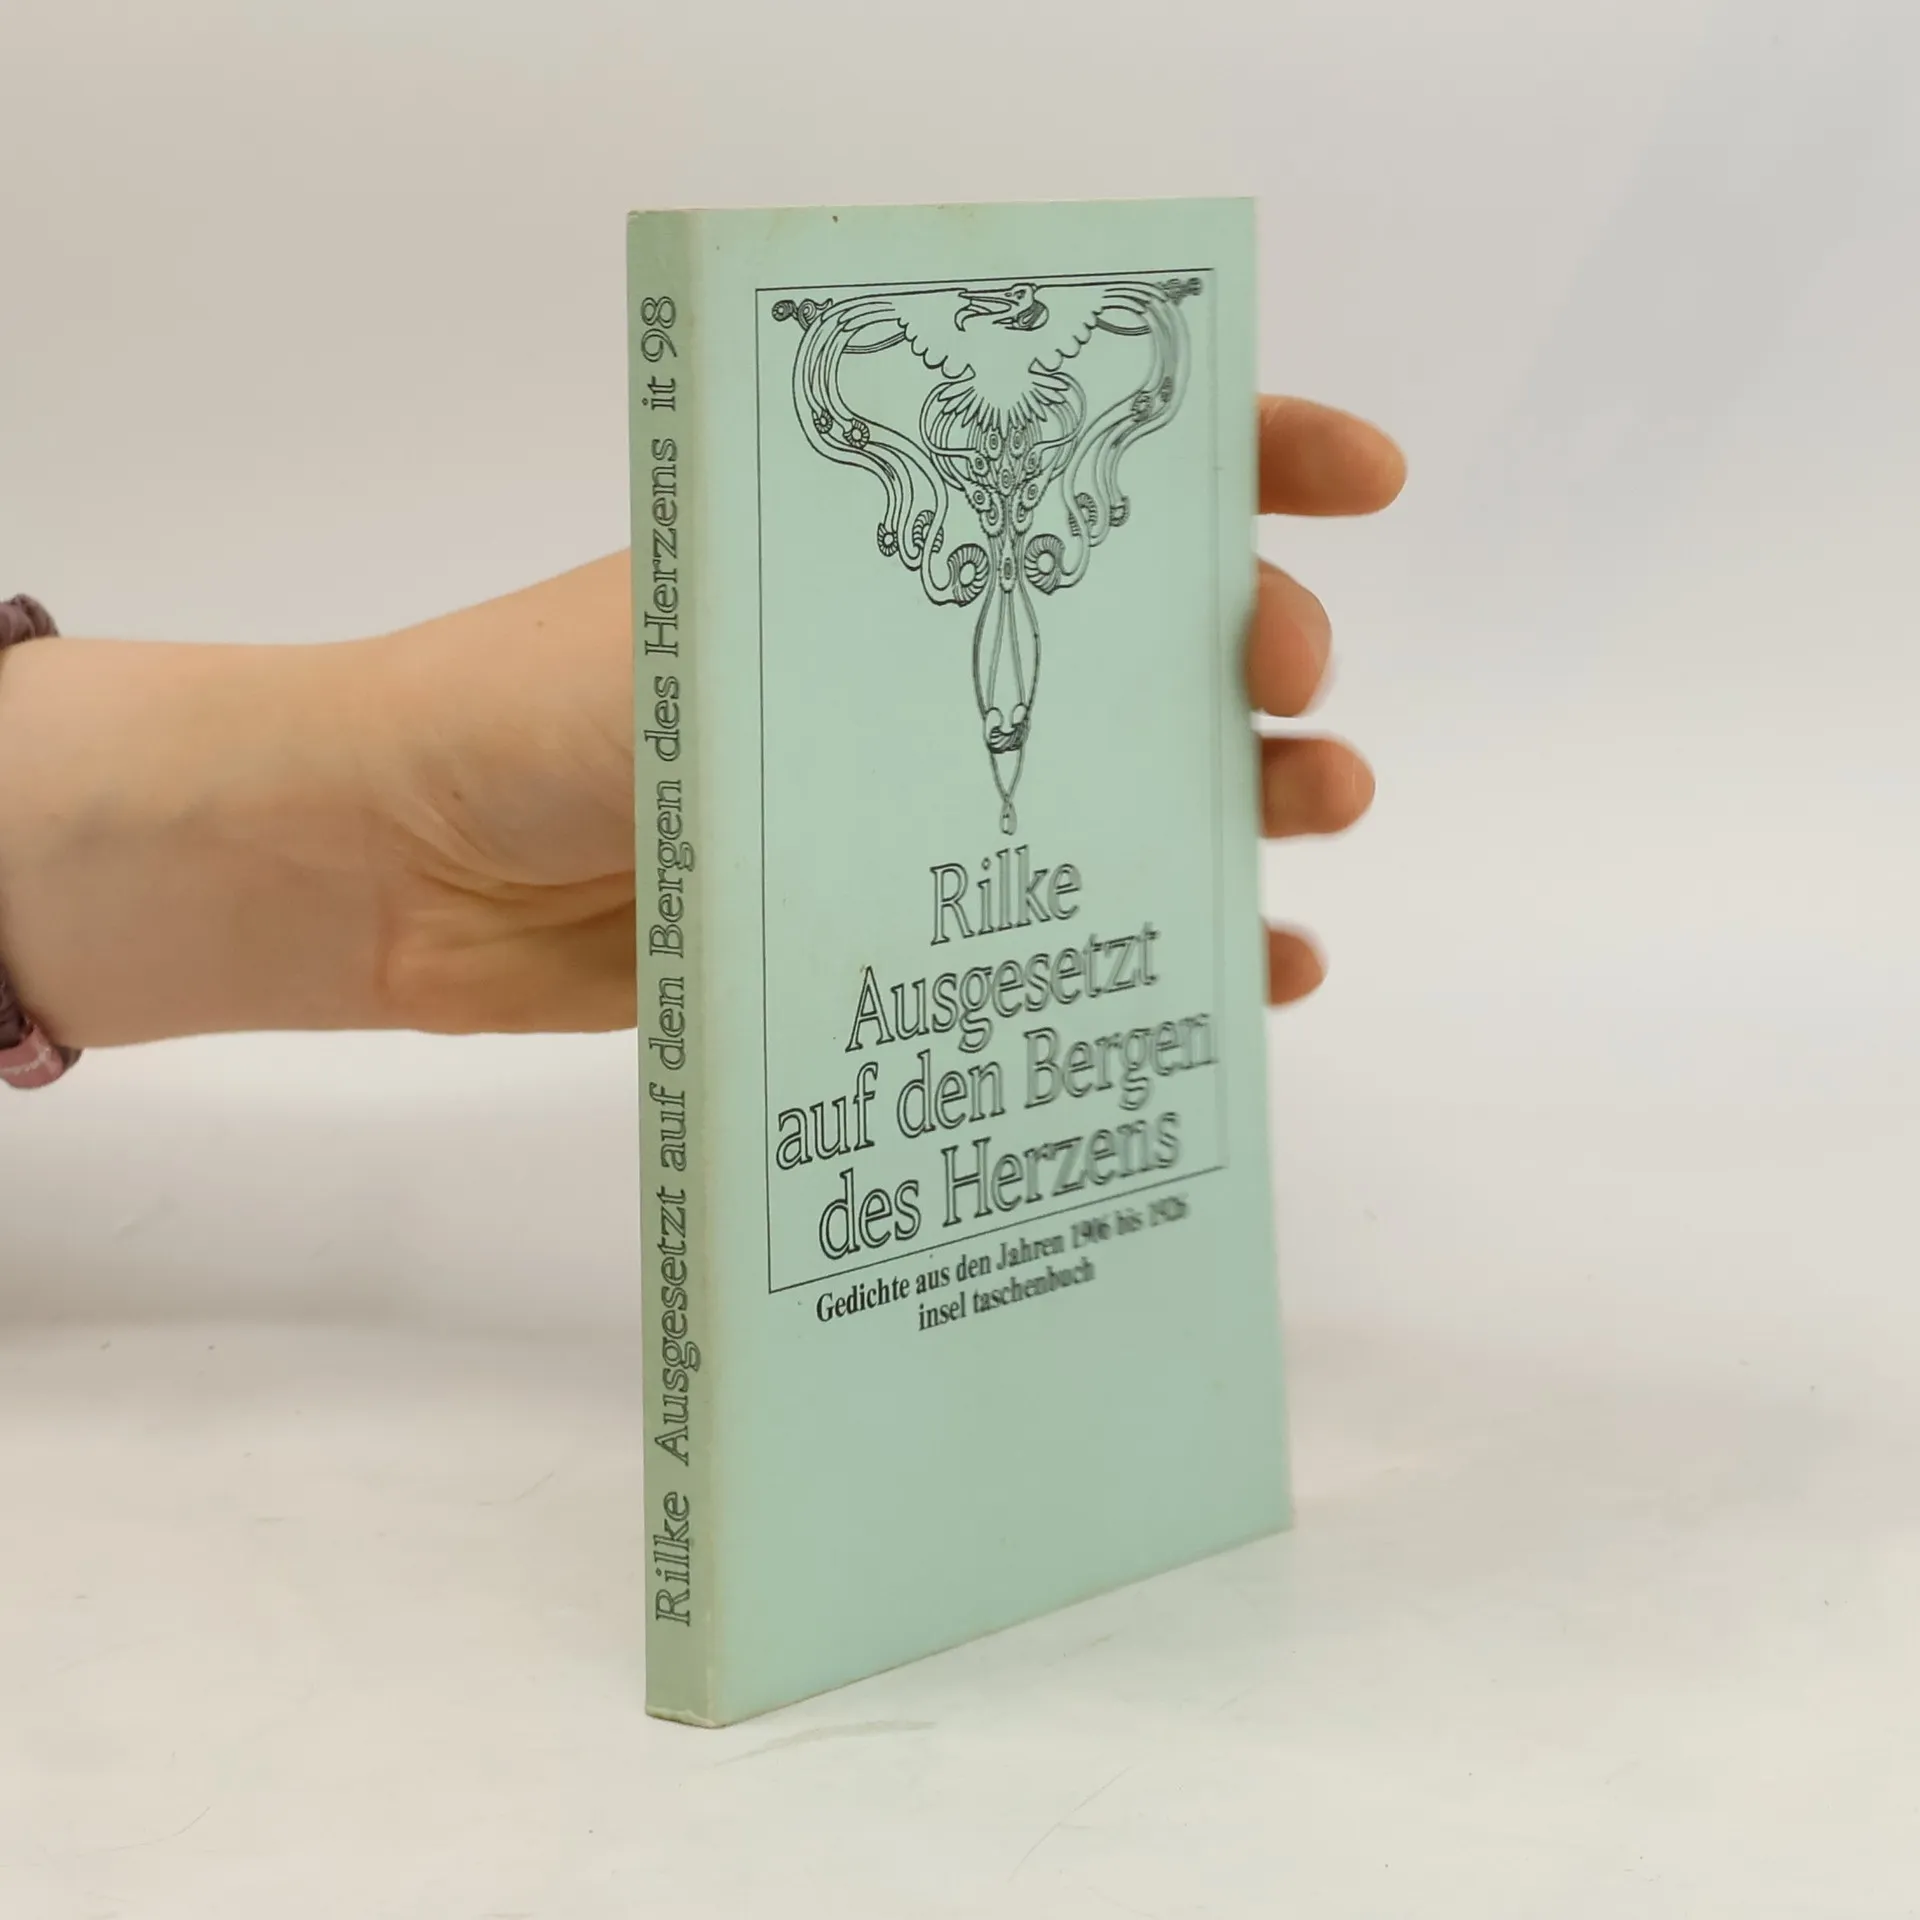 Rilke Ausgesetzt auf den Bergen des Herzens it 98
Rilke
Ausgesetzt
auf den Bergen
des Herzens
Gedichte aus den Jahren 1906 bis 1926
insel taschenbuch